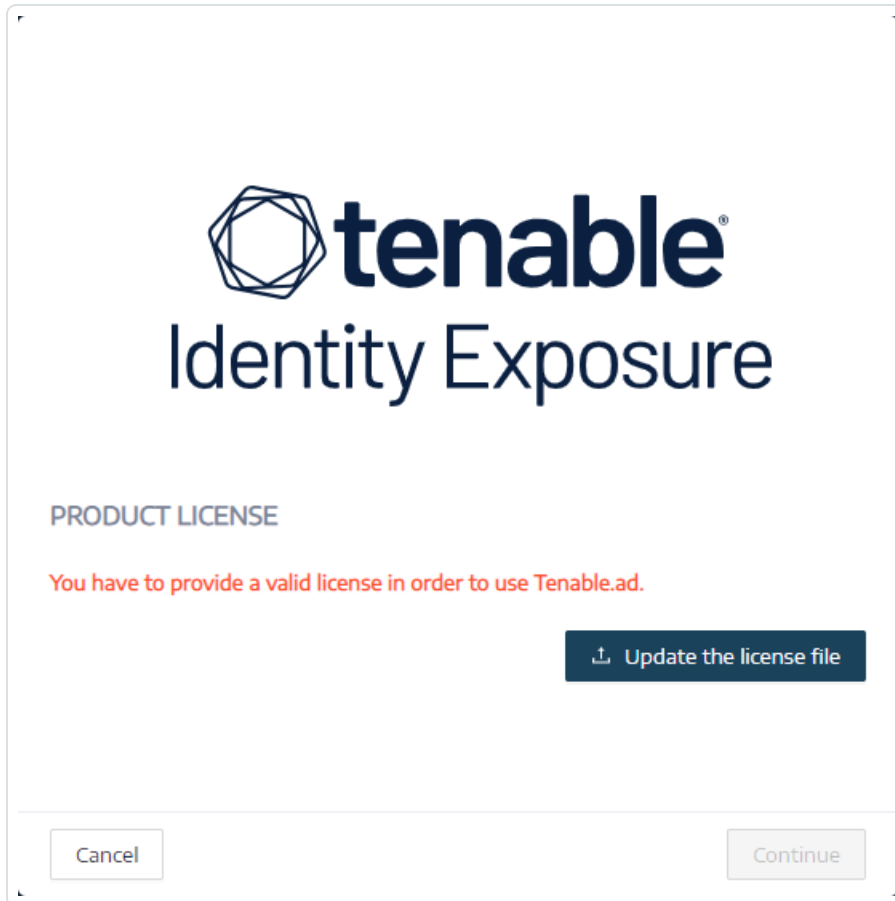 tenable®
Identity Exposure
PRODUCT LICENSE
You have to provide a valid license in order to use Tenable.ad.
Update the license file
Cancel
Continue